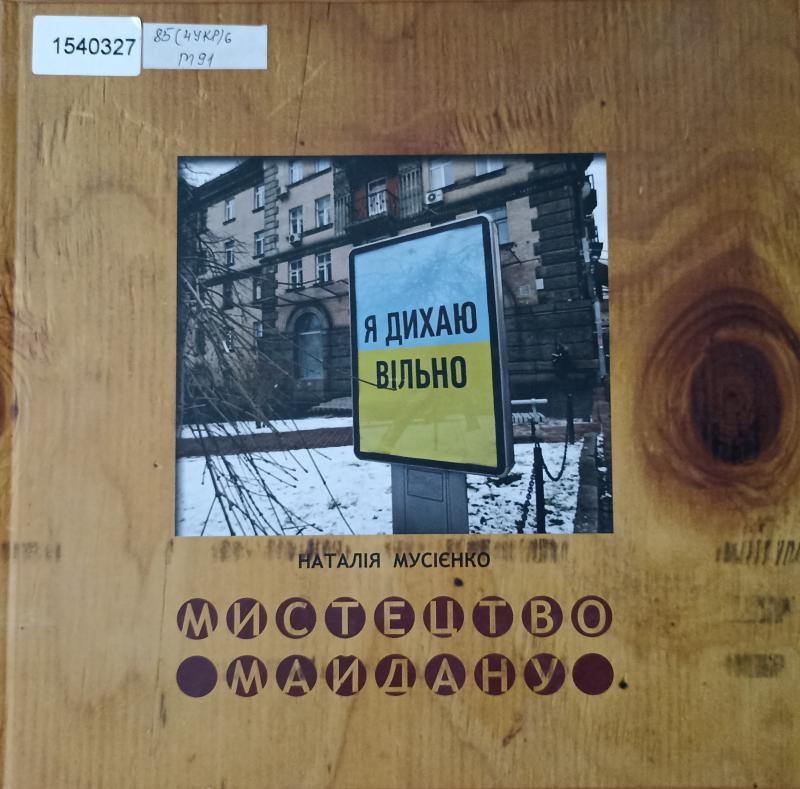 1540327
85(4УКР)6
М91
Я ДИХАЮ
ВІЛЬНО
НАТАЛІЯ МУСІЄНКО
МИСТЕЦТВО
МАЙДАНУ